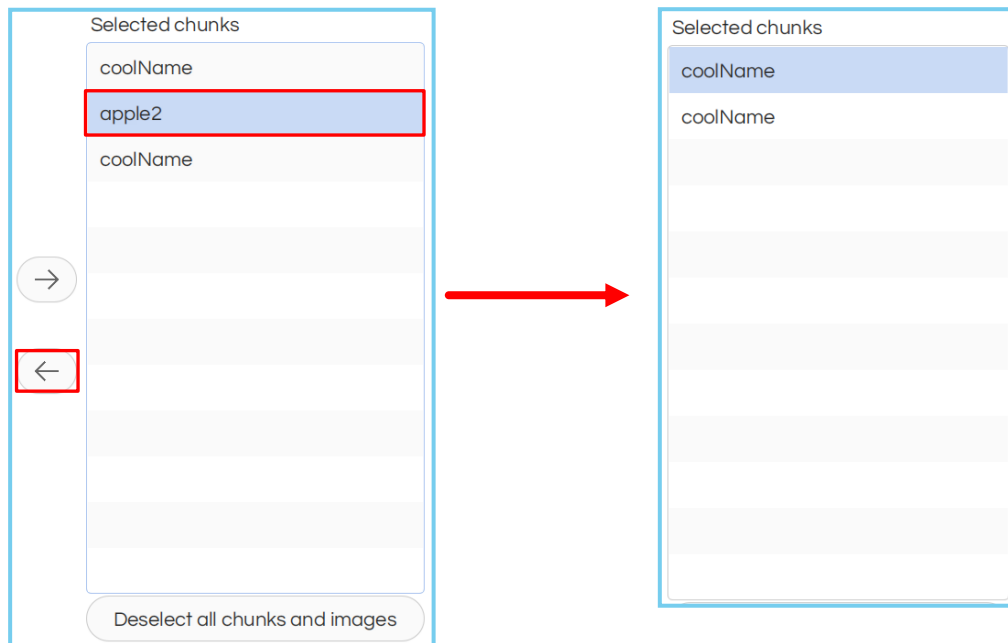 Selected chunks
coolName
apple2
coolName
Deselect all chunks and images
Selected chunks
coolName
coolName